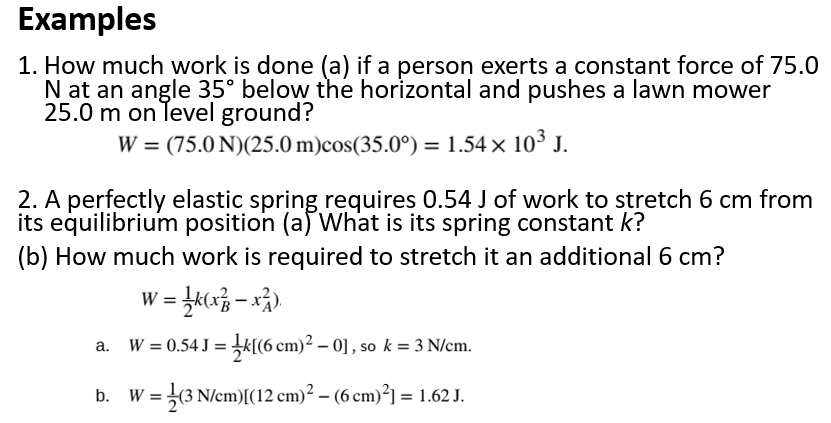 Examples
1. How much work is done (a) if a person exerts a constant force of 75.0
N at an angle 35° below the horizontal and pushes a lawn mower
25.0 m on level ground?
W = (75.0 N)(25.0 m)cos(35.0°) = 1.54 × 10³ J.
2. A perfectly elastic spring requires 0.54 J of work to stretch 6 cm from
its equilibrium position (a) What is its spring constant k?
(b) How much work is required to stretch it an additional 6 cm?
W = ½k(x²_B − x²_A).
a. W = 0.54 J = ½k[(6 cm)² − 0], so k = 3 N/cm.
b. W = ½(3 N/cm)[(12 cm)² − (6 cm)²] = 1.62 J.